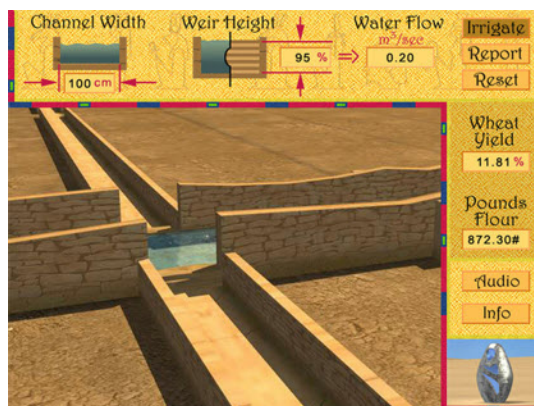 Channel Width
100 cm
Weir Height
95 %
=>
Water Flow
m³/sec
0.20
Irrigate
Report
Reset
Wheat
Yield
11.81 %
Pounds
Flour
872.30#
Audio
Info